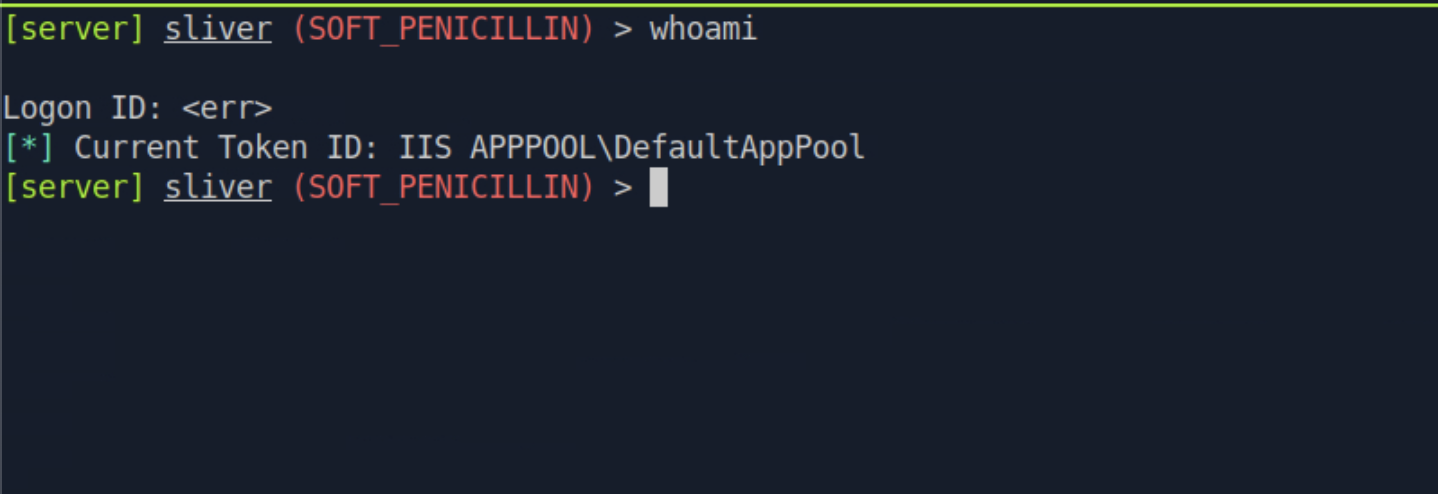 [server] sliver (SOFT_PENICILLIN) > whoami
Logon ID: <err>
[*] Current Token ID: IIS APPPOOL\DefaultAppPool
[server] sliver (SOFT_PENICILLIN) >